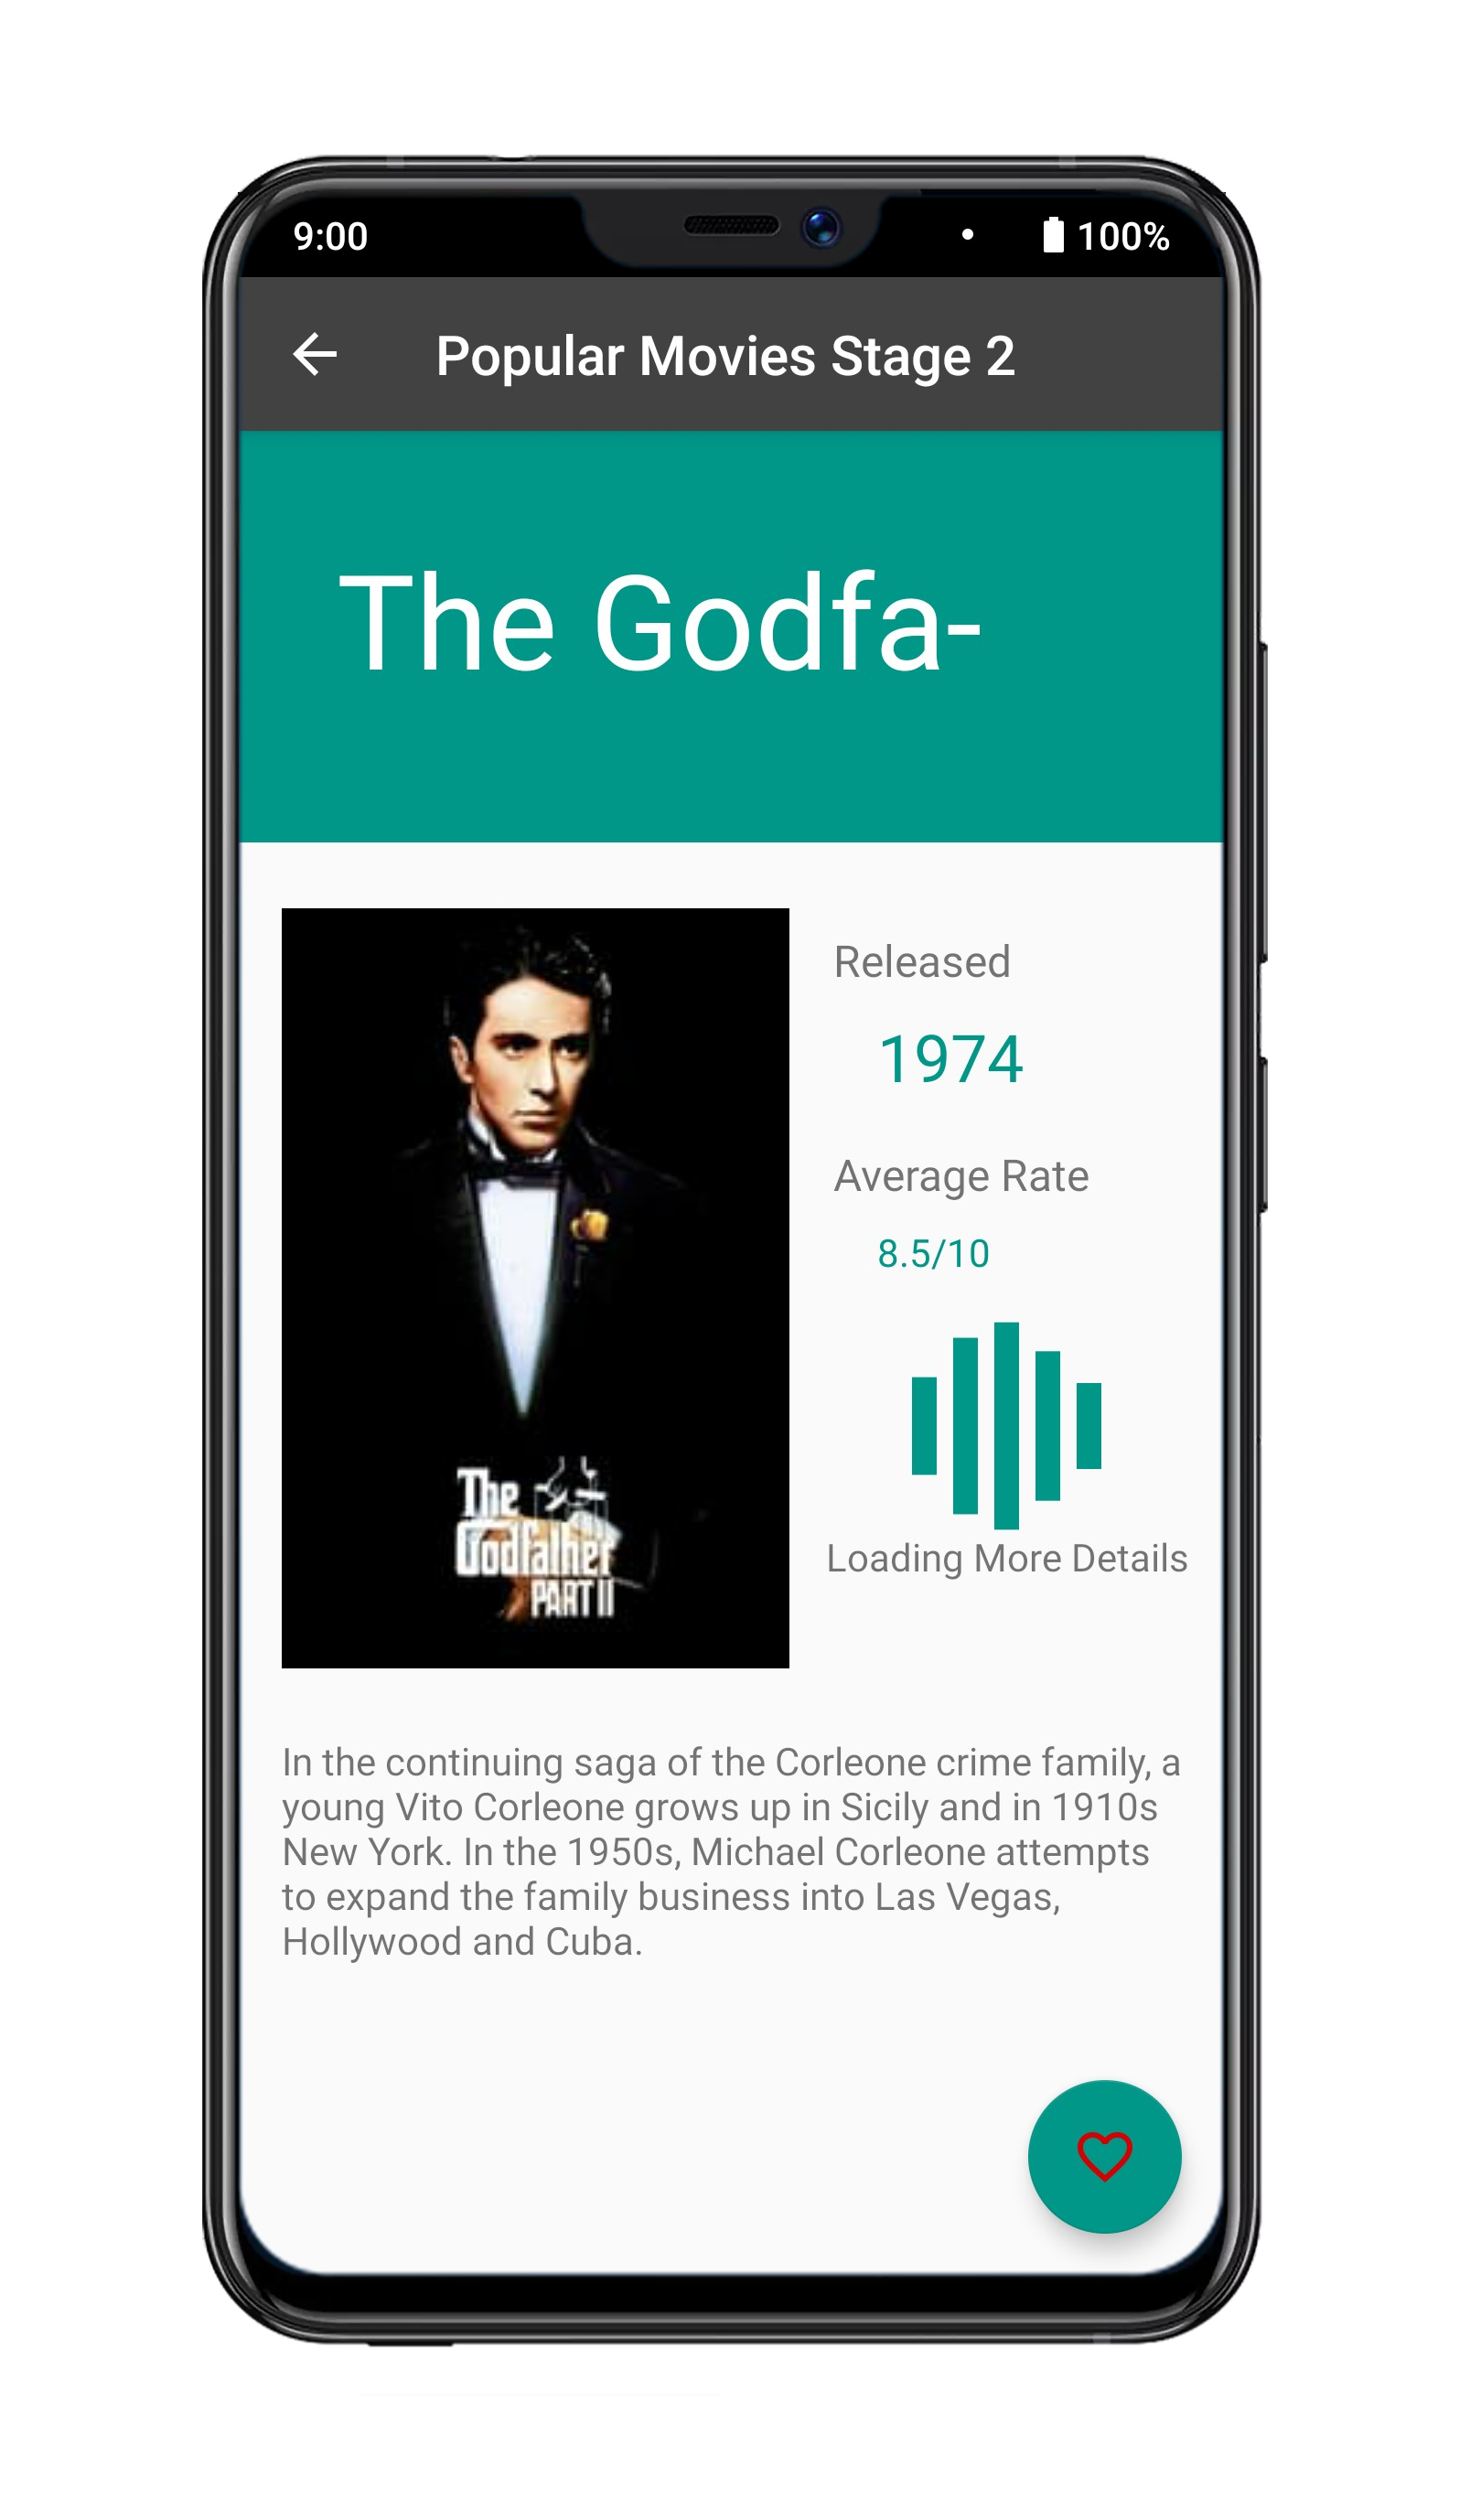 9:00
100%
Popular Movies Stage 2
The Godfa-
Released
1974
Average Rate
8.5/10
Loading More Details
The
Godfather
PART II
In the continuing saga of the Corleone crime family, a
young Vito Corleone grows up in Sicily and in 1910s
New York. In the 1950s, Michael Corleone attempts
to expand the family business into Las Vegas,
Hollywood and Cuba.